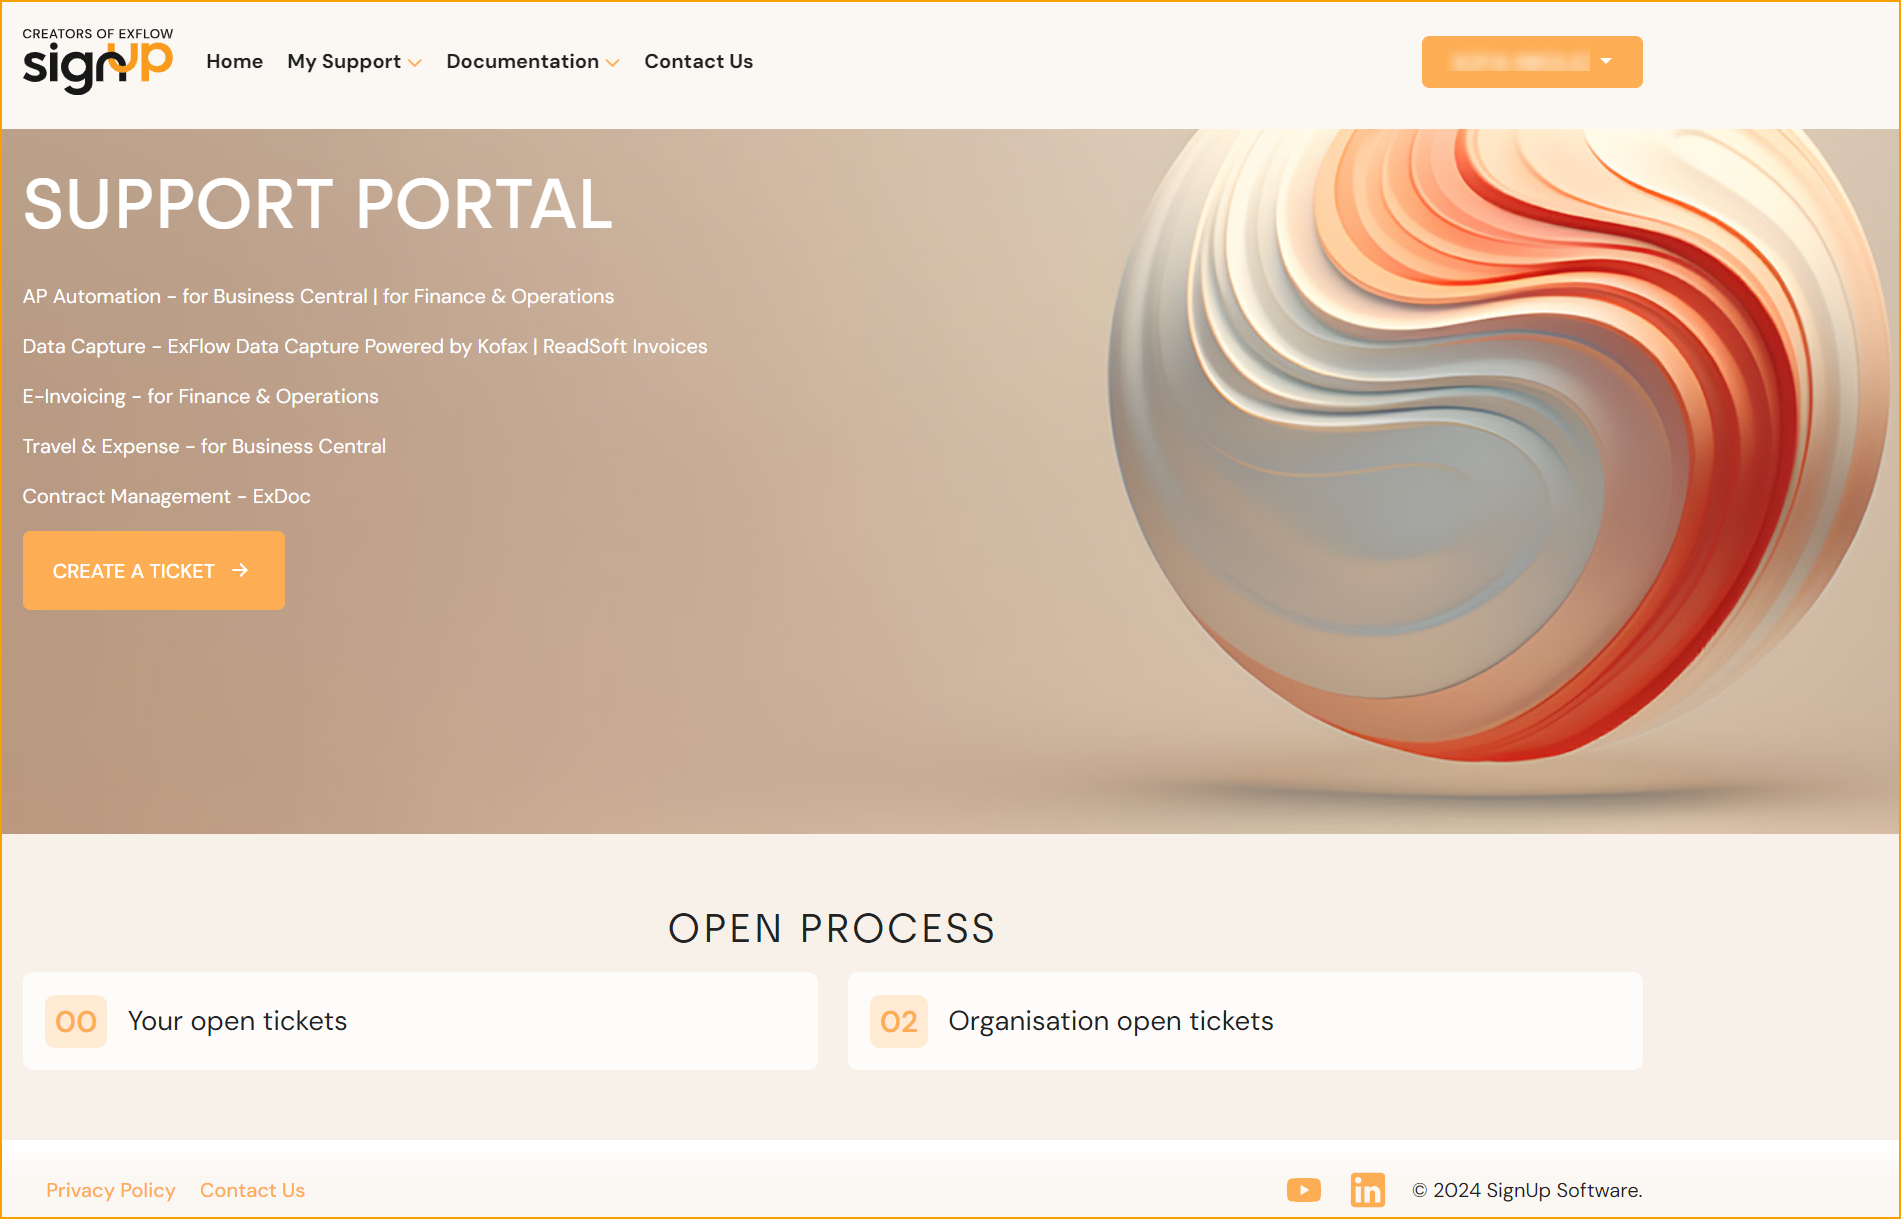 CREATORS OF EXFLOW
signUP
Home
My Support
Documentation
Contact Us
SUPPORT PORTAL
AP Automation - for Business Central | for Finance & Operations
Data Capture - ExFlow Data Capture Powered by Kofax | ReadSoft Invoices
E-Invoicing - for Finance & Operations
Travel & Expense - for Business Central
Contract Management - ExDoc
CREATE A TICKET →
OPEN PROCESS
00 Your open tickets
02 Organisation open tickets
Privacy Policy
Contact Us
in
© 2024 SignUp Software.